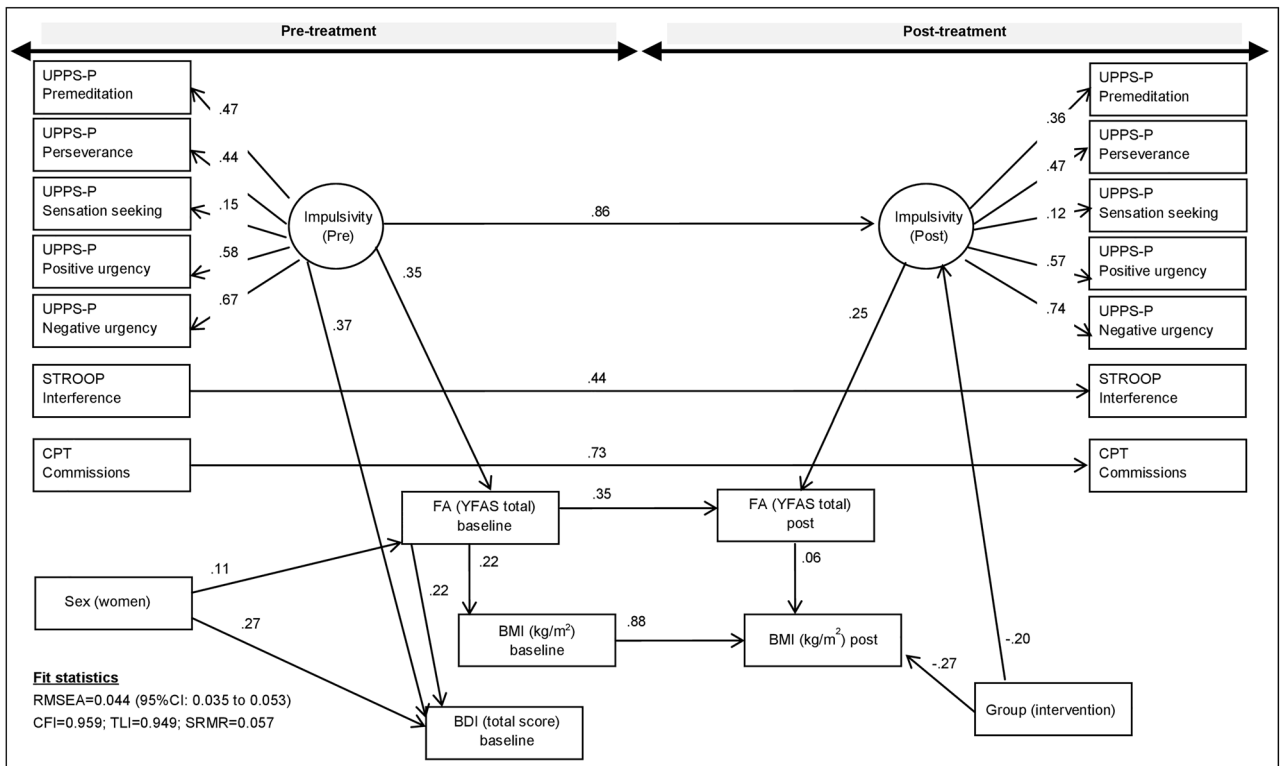 Pre-treatment
Post-treatment
UPPS-P
Premeditation
UPPS-P
Perseverance
UPPS-P
Sensation seeking
UPPS-P
Positive urgency
UPPS-P
Negative urgency
STROOP
Interference
CPT
Commissions
.47
.44
.15
.58
.67
Impulsivity
(Pre)
.86
.35
.37
Impulsivity
(Post)
.36
.47
.12
.57
.74
.25
UPPS-P
Premeditation
UPPS-P
Perseverance
UPPS-P
Sensation seeking
UPPS-P
Positive urgency
UPPS-P
Negative urgency
STROOP
Interference
CPT
Commissions
.44
.73
FA (YFAS total)
baseline
.35
FA (YFAS total)
post
.11
.22
.22
.06
Sex (women)
.27
BMI (kg/m²)
baseline
.88
BMI (kg/m²) post
-.20
-.27
Group (intervention)
BDI (total score)
baseline
Fit statistics
RMSEA=0.044 (95%CI: 0.035 to 0.053)
CFI=0.959; TLI=0.949; SRMR=0.057